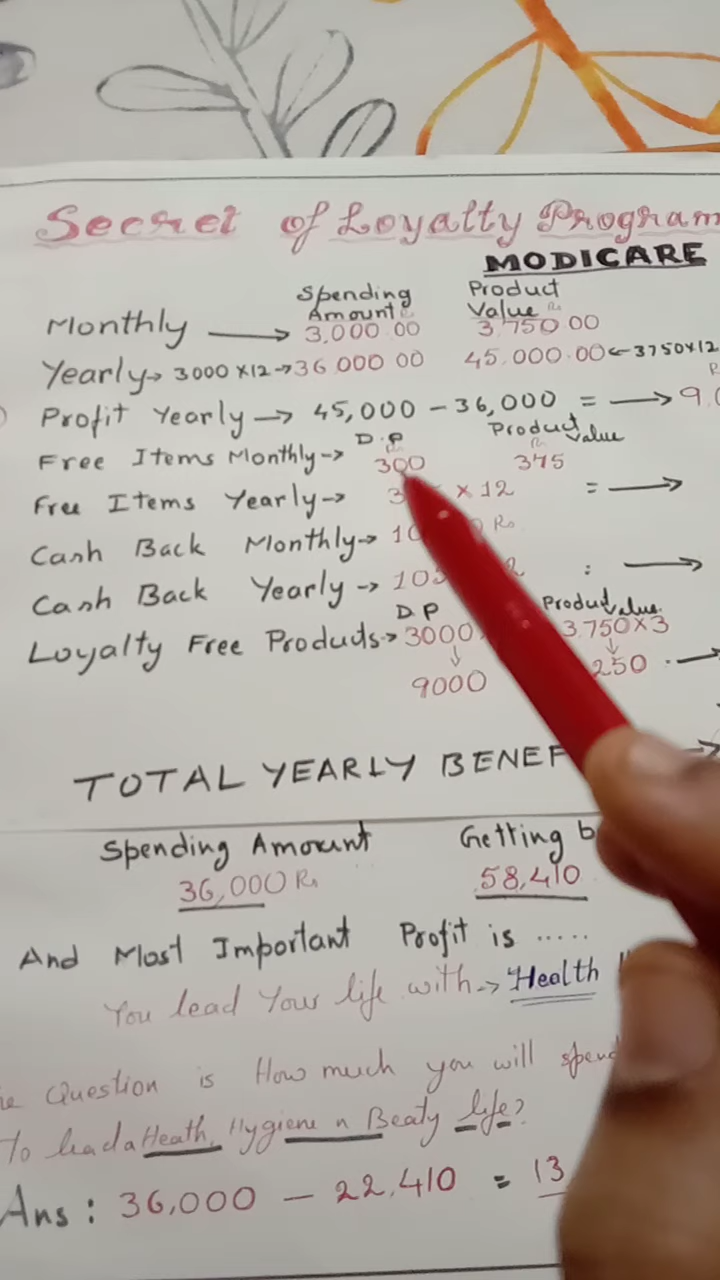 Secret of Loyalty Program
MODICARE
Spending Amount Rs
Product Value Rs
Monthly → 3,000.00 3.750.00
Yearly → 3000 x12 → 36.000 00 45.000.00 ← 3750x12
Profit Yearly → 45,000 – 36,000 = →
D.P Product Value
Free Items Monthly → 300 375
Free Items Yearly → x 12 = →
Cash Back Monthly → Rs
Cash Back Yearly → : →
D.P Product Value
Loyalty Free Products → 3000 3.750x3
9000 250 →
TOTAL YEARLY
Spending Amount Getting
36,000 Rs 58,410
And Most Important Profit is .....
You lead Your life with → "Health
Question is How much you will spend
To lead a Heath, Hygiene n Beaty life?
Ans : 36,000 – 22,410 = 13